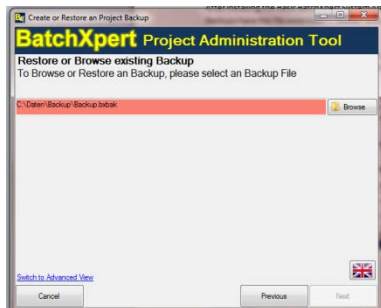 Create or Restore an Project Backup
BatchXpert Project Administration Tool
Restore or Browse existing Backup
To Browse or Restore an Backup, please select an Backup File
C:\Daten\Backup\Backup.bxbak
Browse
Switch to Advanced View
Cancel
Previous
Next